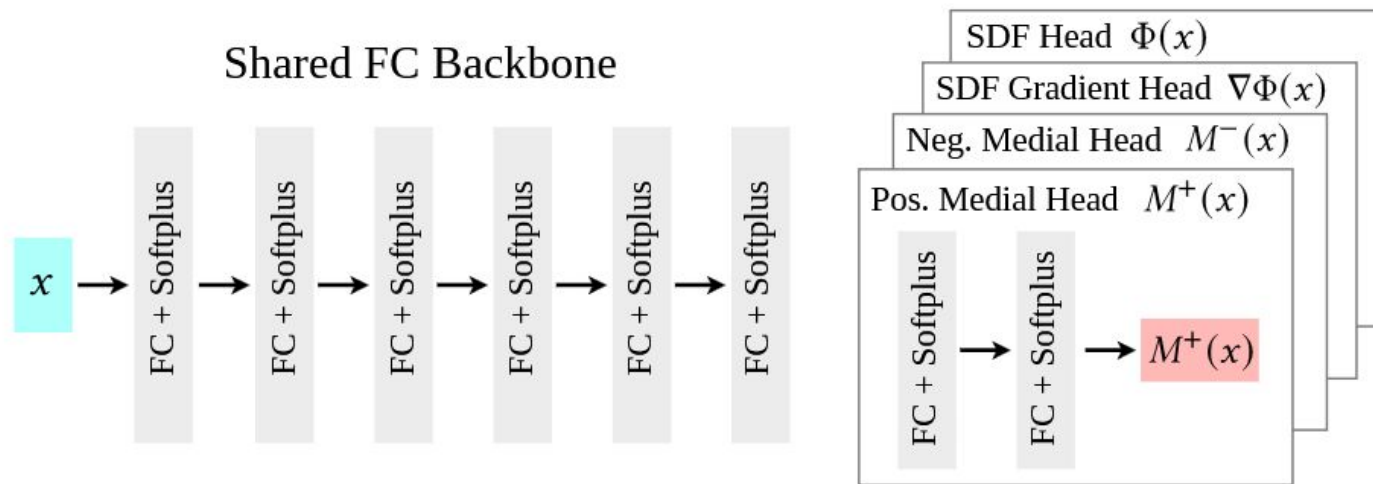 Shared FC Backbone
x
FC + Softplus
FC + Softplus
FC + Softplus
FC + Softplus
FC + Softplus
FC + Softplus
SDF Head Φ(x)
SDF Gradient Head ∇Φ(x)
Neg. Medial Head M⁻(x)
Pos. Medial Head M⁺(x)
FC + Softplus
FC + Softplus
M⁺(x)